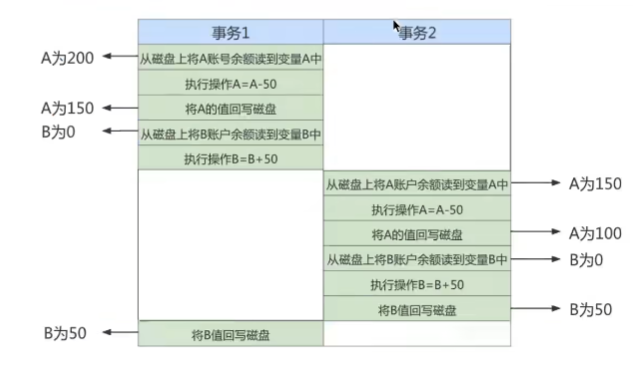 事务1
事务2
A为200
从磁盘上将A账号余额读到变量A中
执行操作A=A-50
A为150
将A的值回写磁盘
B为0
从磁盘上将B账户余额读到变量B中
执行操作B=B+50
从磁盘上将A账户余额读到变量A中
A为150
执行操作A=A-50
将A的值回写磁盘
A为100
从磁盘上将B账户余额读到变量B中
B为0
执行操作B=B+50
将B值回写磁盘
B为50
B为50
将B值回写磁盘